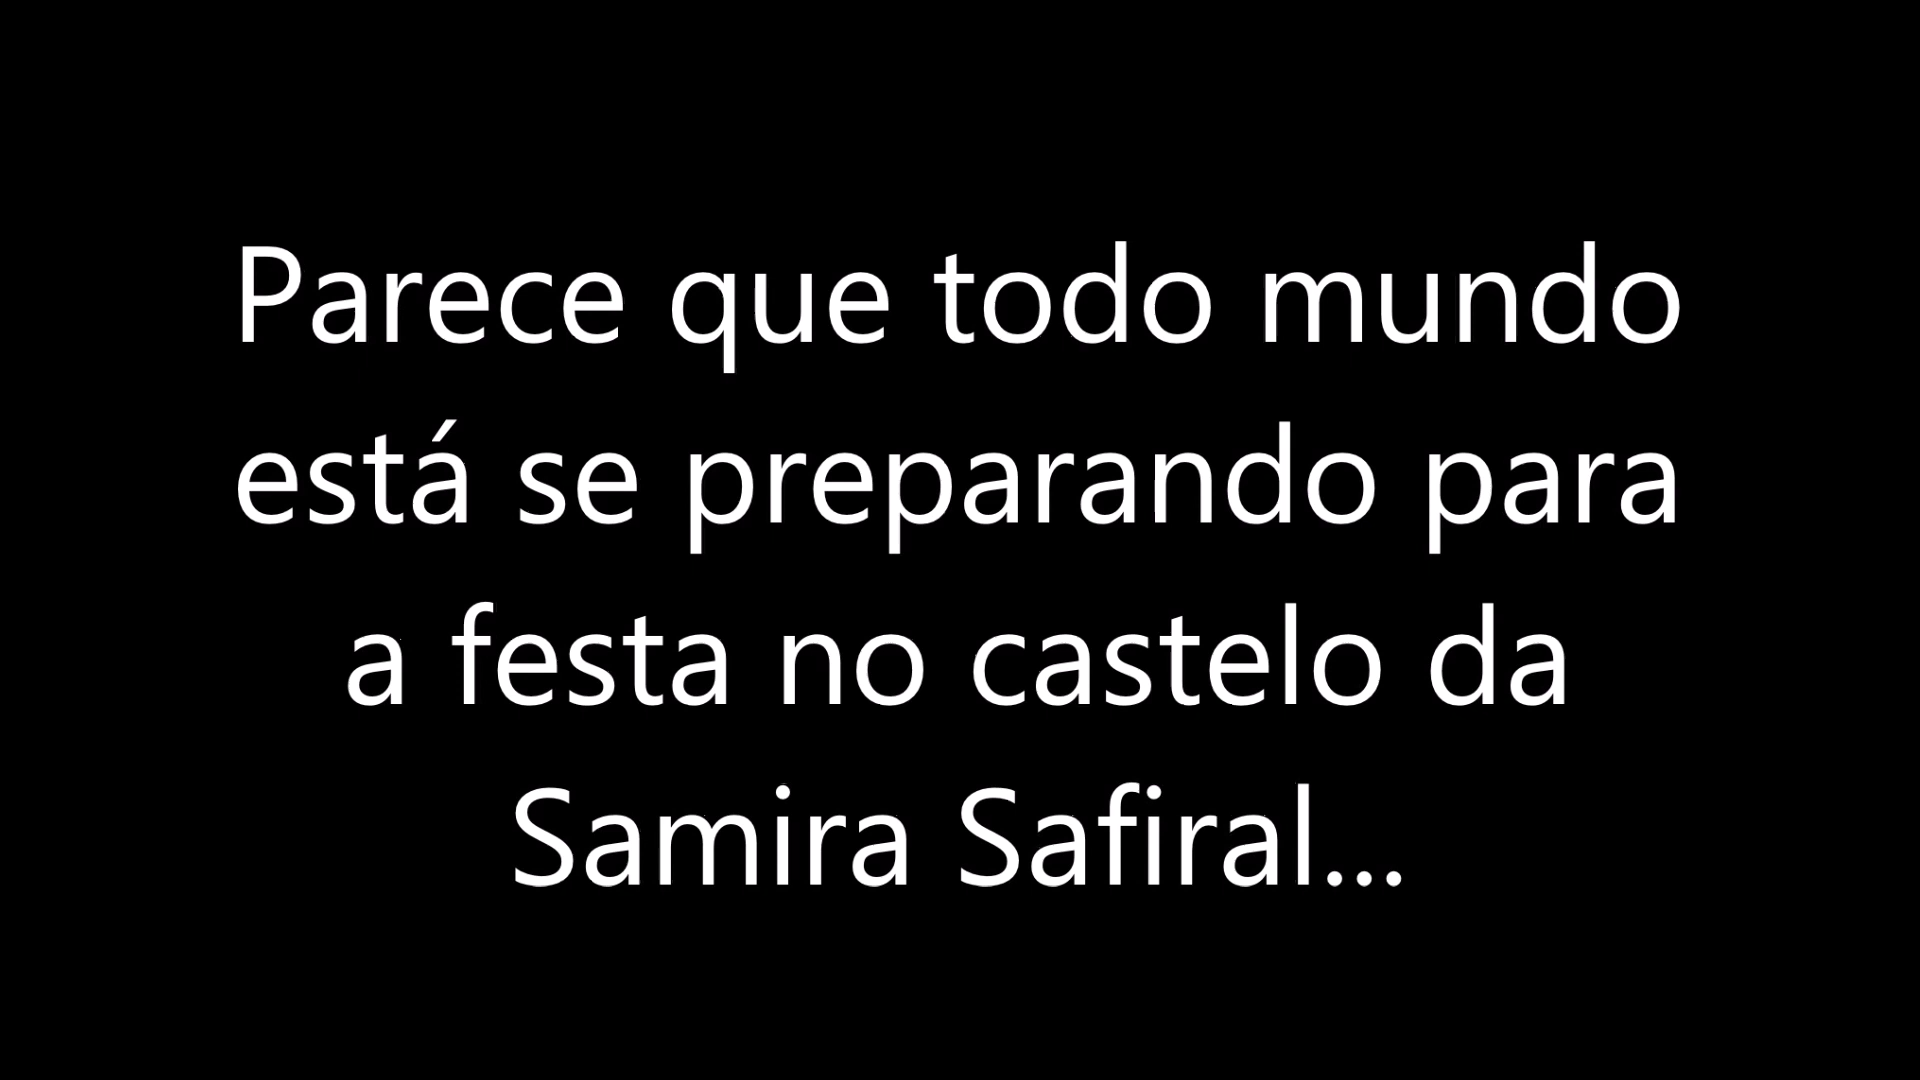 Parece que todo mundo
está se preparando para
a festa no castelo da
Samira Safiral...